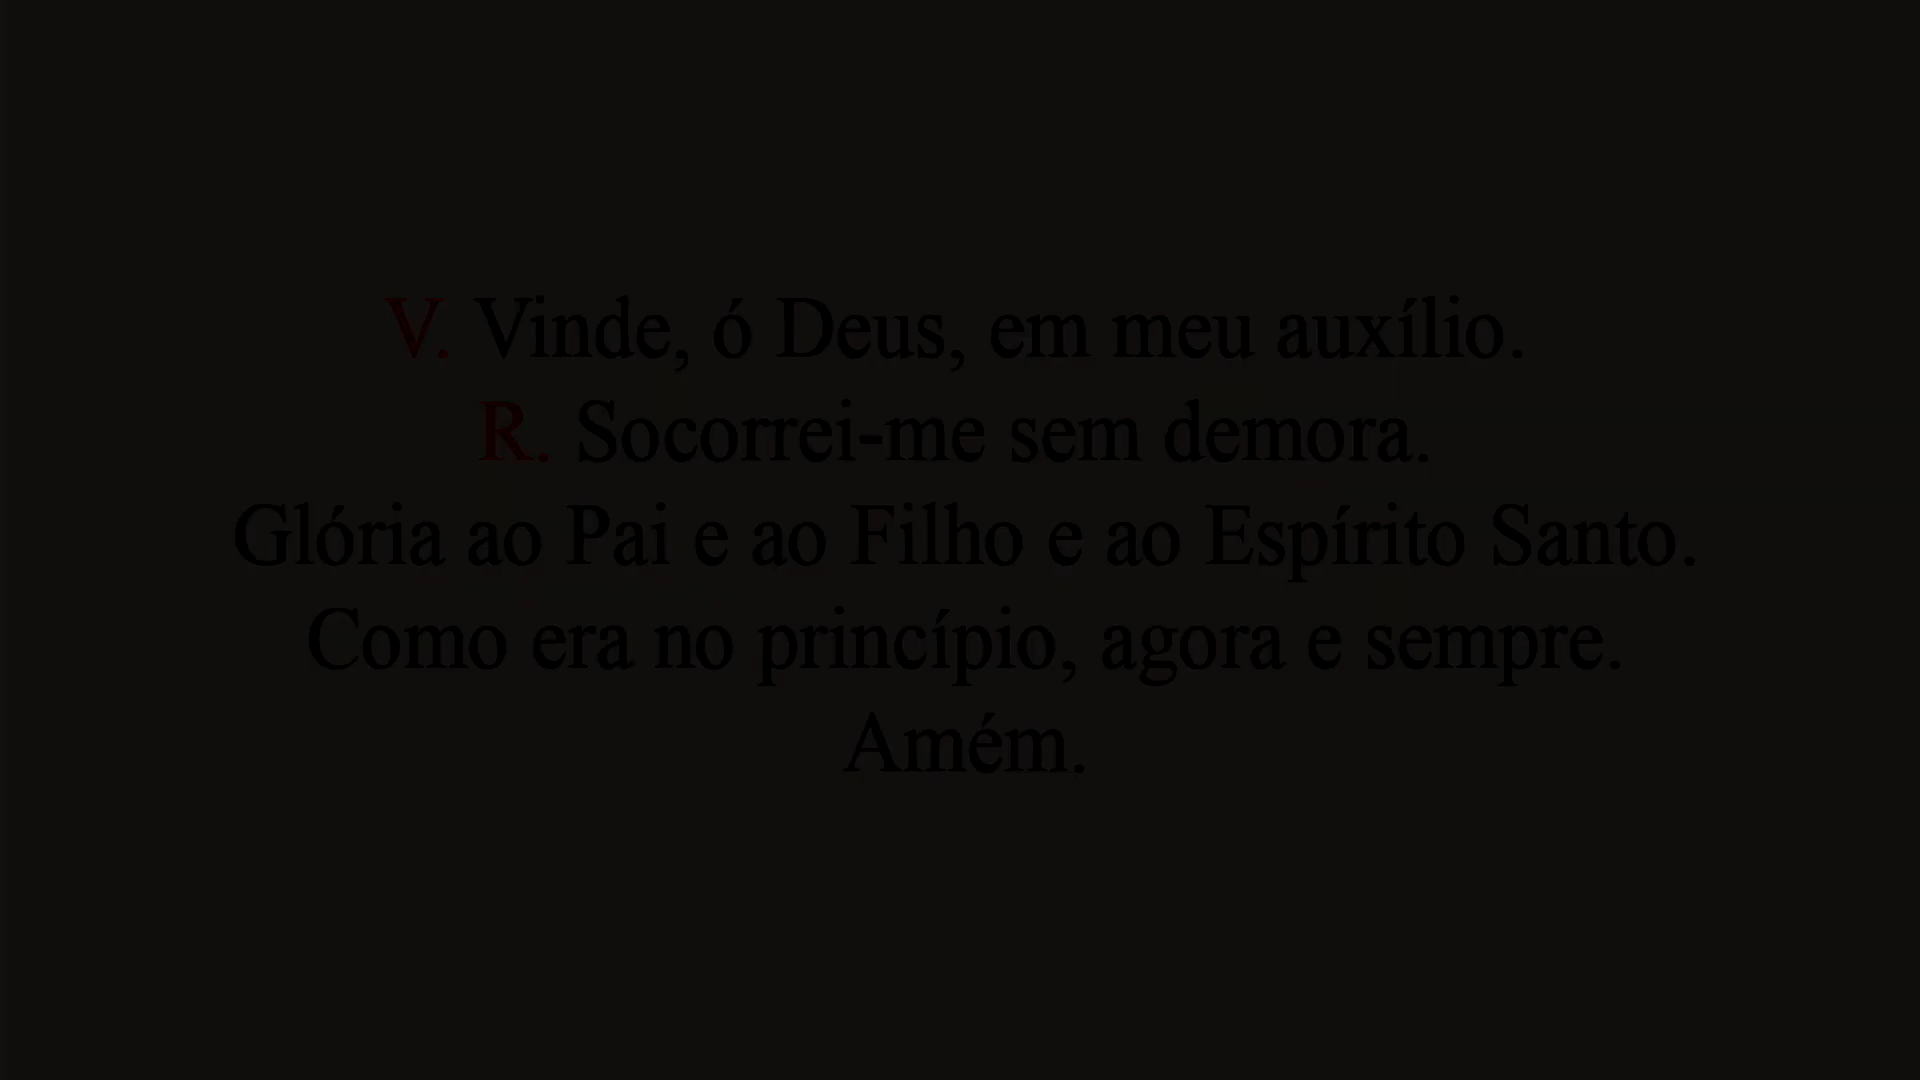 V. Vinde, ó Deus, em meu auxílio.
R. Socorrei-me sem demora.
Glória ao Pai e ao Filho e ao Espírito Santo.
Como era no princípio, agora e sempre.
Amém.